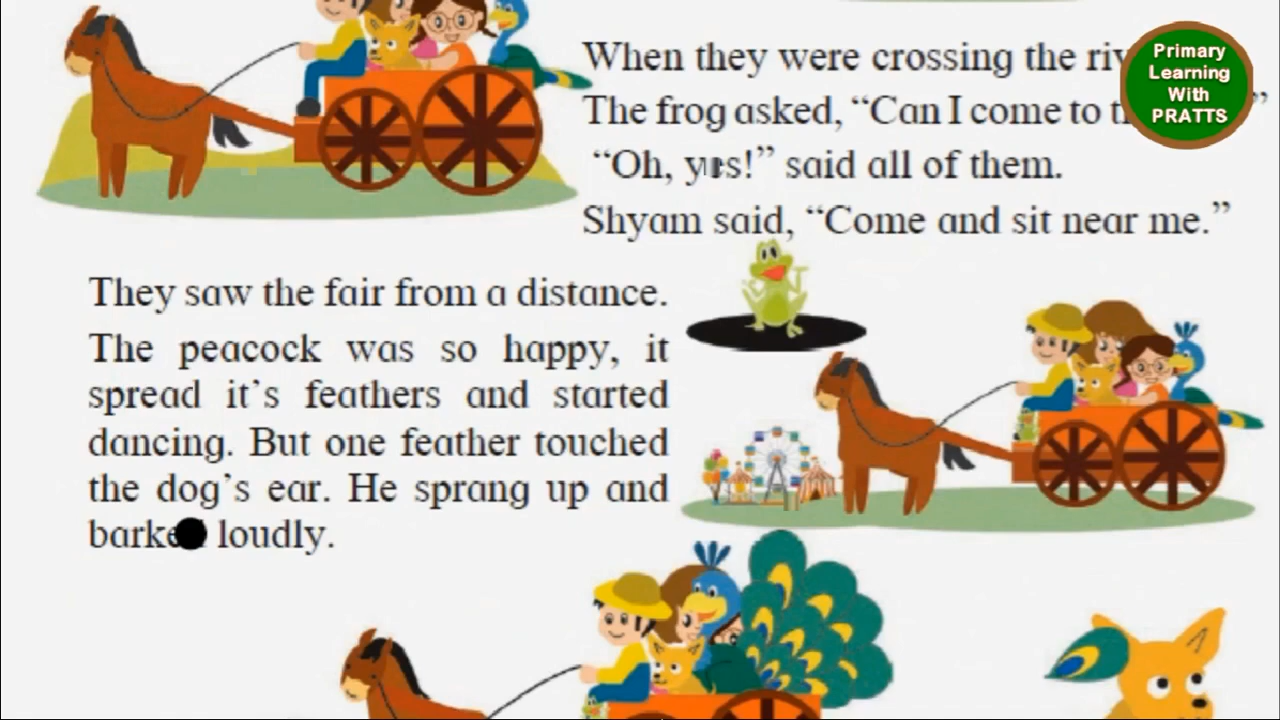 When they were crossing the
The frog asked, “Can I come to
“Oh, yes!” said all of them.
Shyam said, “Come and sit near me.”
They saw the fair from a distance.
The peacock was so happy, it
spread it’s feathers and started
dancing. But one feather touched
the dog’s ear. He sprang up and
barked loudly.
Primary
Learning
With
PRATTS